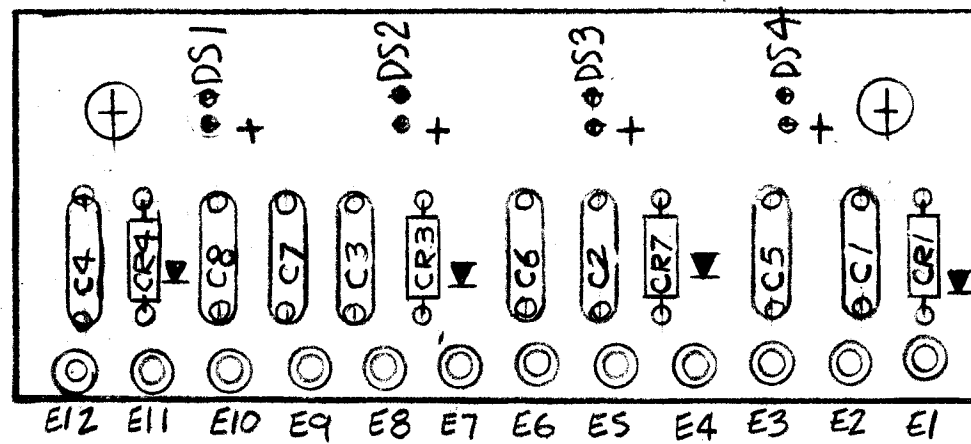 DS1 DS2 DS3 DS4
+ + + +
C4 CR4 C8 C7 C3 CR3 C6 C2 CR7 C5 C1 CR1
E12 E11 E10 E9 E8 E7 E6 E5 E4 E3 E2 E1